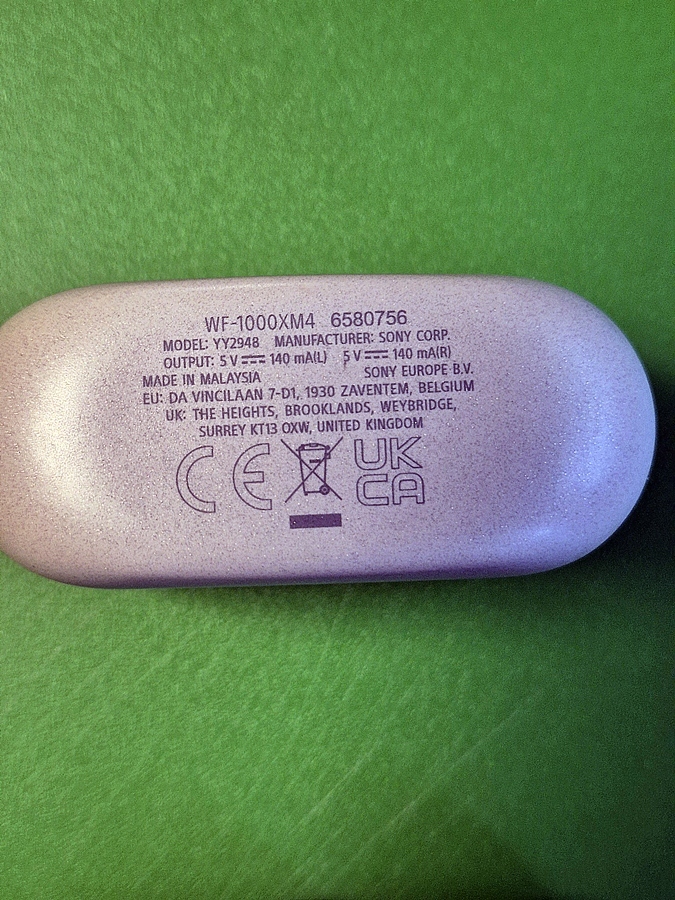 WF-1000XM4 6580756
MODEL: YY2948 MANUFACTURER: SONY CORP.
OUTPUT: 5 V ⎓ 140 mA(L) 5 V ⎓ 140 mA(R)
MADE IN MALAYSIA SONY EUROPE B.V.
EU: DA VINCILAAN 7-D1, 1930 ZAVENTEM, BELGIUM
UK: THE HEIGHTS, BROOKLANDS, WEYBRIDGE,
SURREY KT13 0XW, UNITED KINGDOM
CE UK
CA